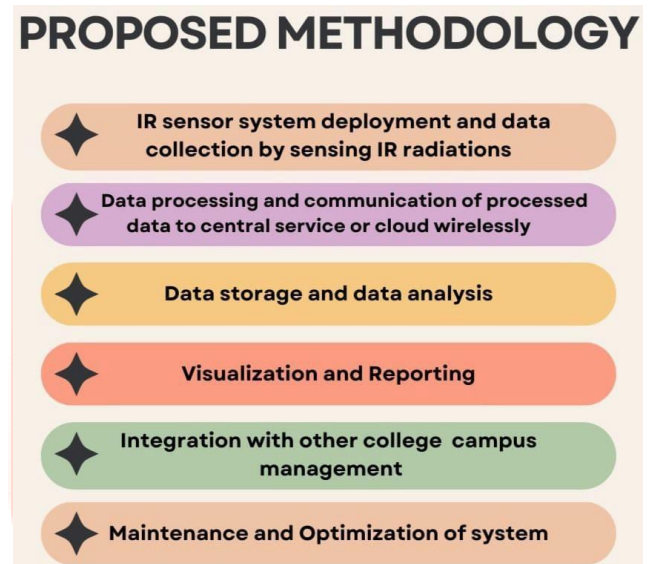 PROPOSED METHODOLOGY
IR sensor system deployment and data
collection by sensing IR radiations
Data processing and communication of processed
data to central service or cloud wirelessly
Data storage and data analysis
Visualization and Reporting
Integration with other college campus
management
Maintenance and Optimization of system